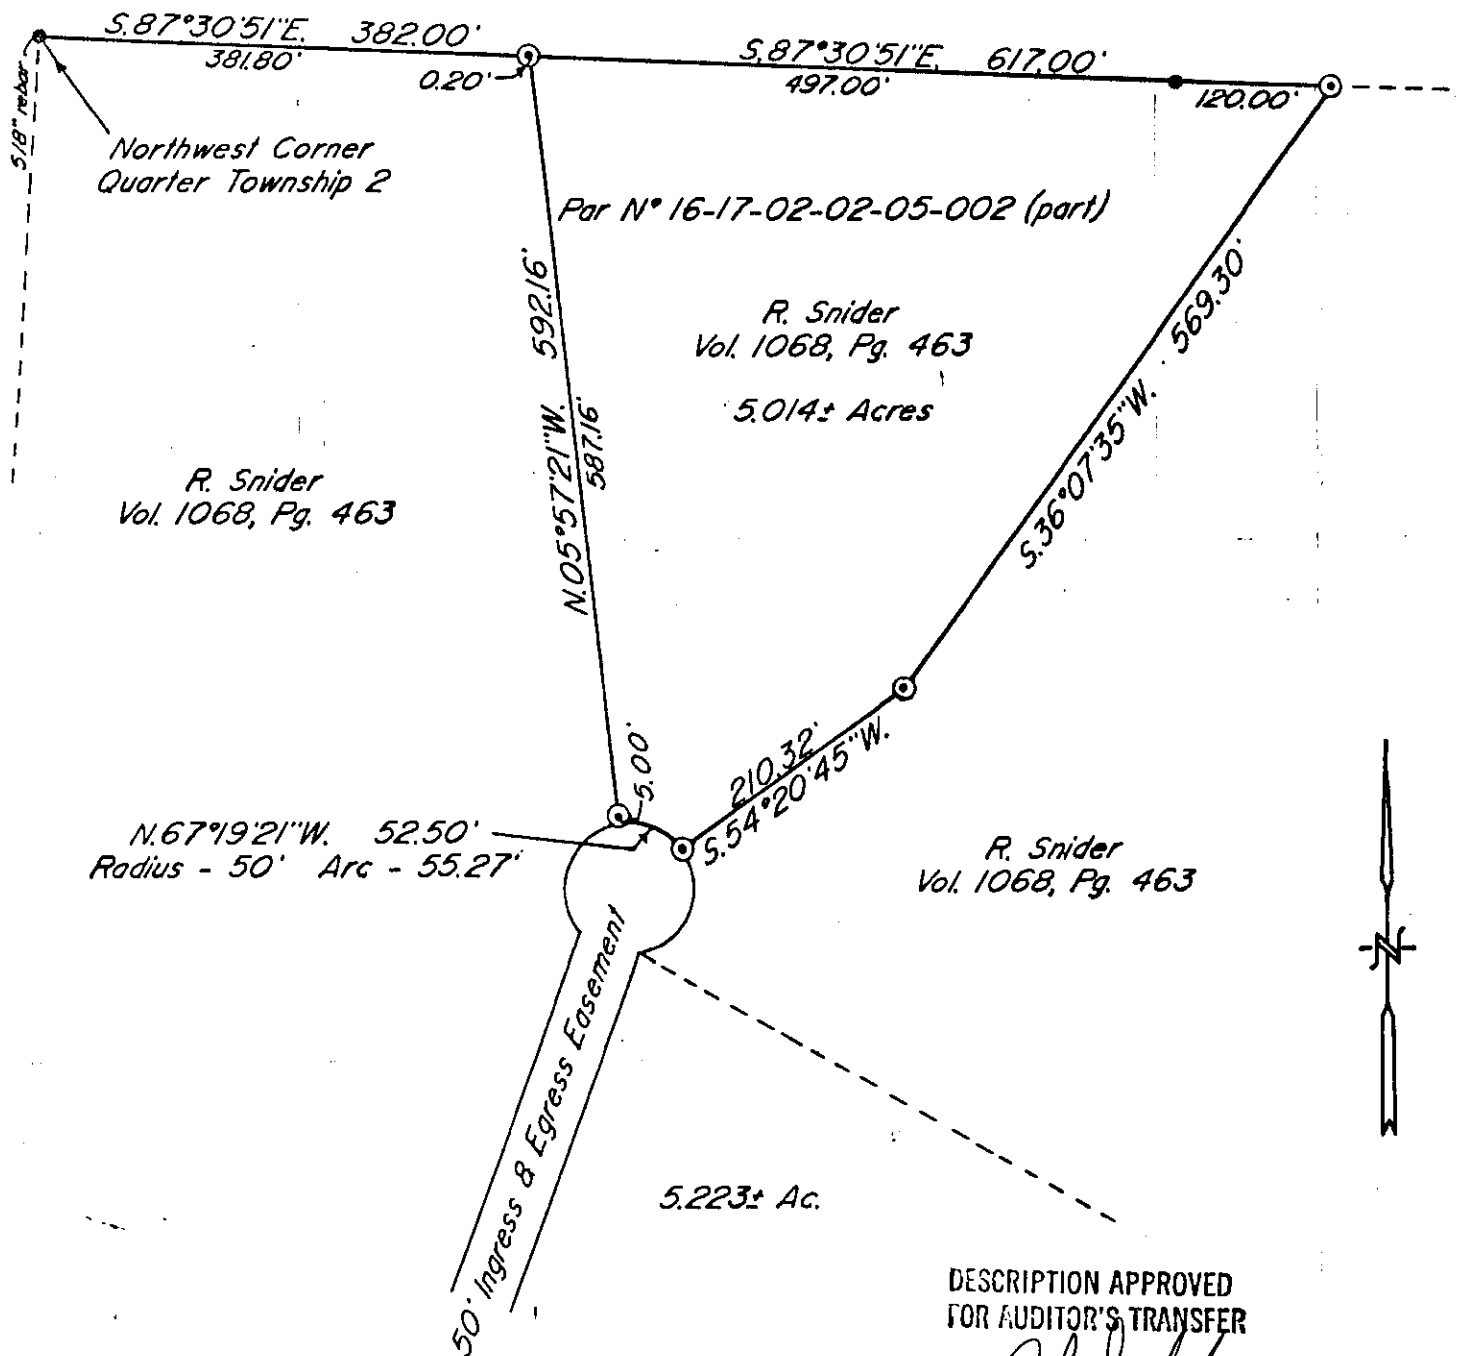 S.87°30'51"E. 382.00'
381.80'
0.20'
S.87°30'51"E. 617.00'
497.00'
120.00'
5/8" rebar
Northwest Corner
Quarter Township 2
Par Nº 16-17-02-02-05-002 (part)
R. Snider
Vol. 1068, Pg. 463
5.014± Acres
N.05°57'21"W. 592.16'
587.16'
S.36°07'35"W. 569.30'
R. Snider
Vol. 1068, Pg. 463
5.00'
210.32'
S.54°20'45"W.
N.67°19'21"W. 52.50'
Radius - 50' Arc - 55.27'
R. Snider
Vol. 1068, Pg. 463
N
50' Ingress & Egress Easement
5.223± Ac.
DESCRIPTION APPROVED
FOR AUDITOR'S TRANSFER